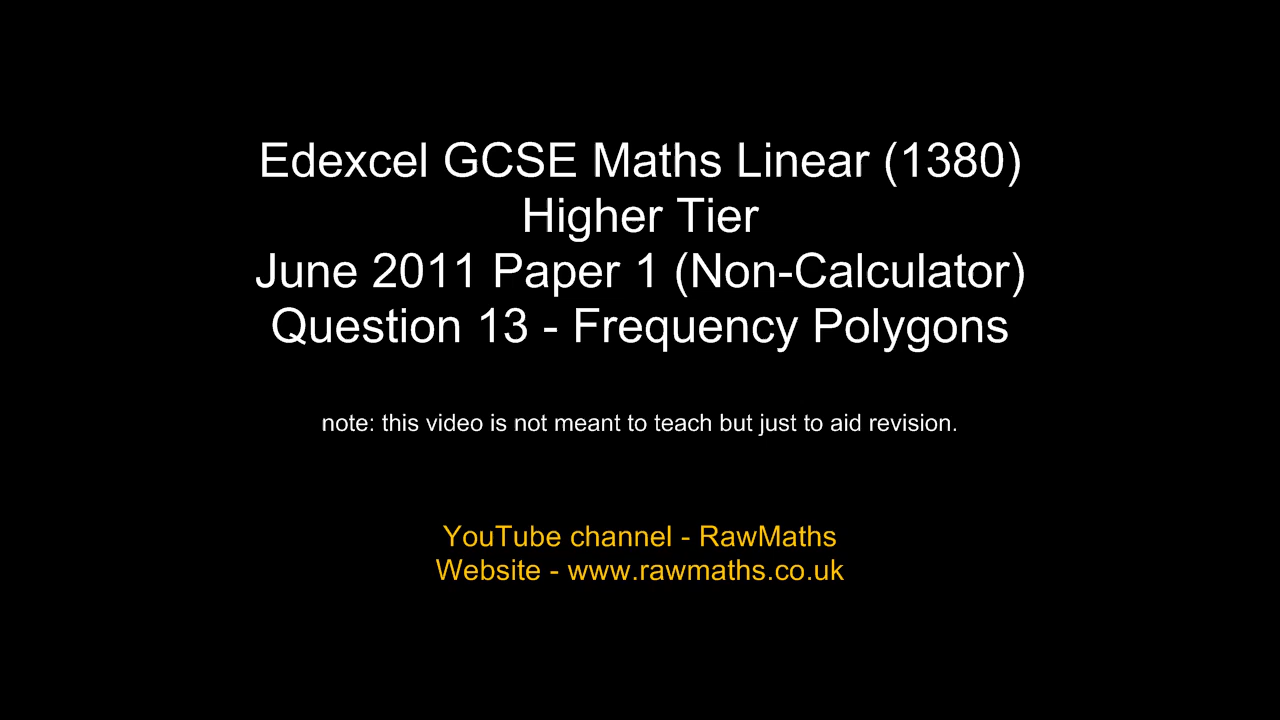 Edexcel GCSE Maths Linear (1380)
Higher Tier
June 2011 Paper 1 (Non-Calculator)
Question 13 - Frequency Polygons
note: this video is not meant to teach but just to aid revision.
YouTube channel - RawMaths
Website - www.rawmaths.co.uk